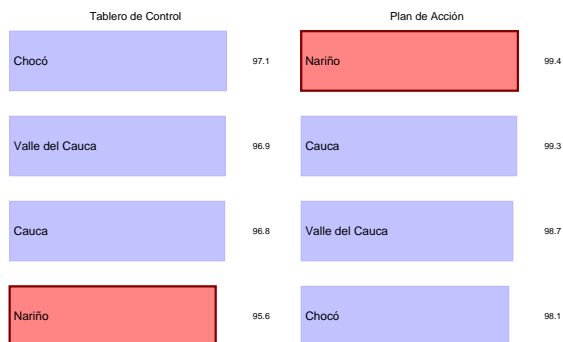 Tablero de Control
Chocó 97.1
Valle del Cauca 96.9
Cauca 96.8
Nariño 95.6
Plan de Acción
Nariño 99.4
Cauca 99.3
Valle del Cauca 98.7
Chocó 98.1